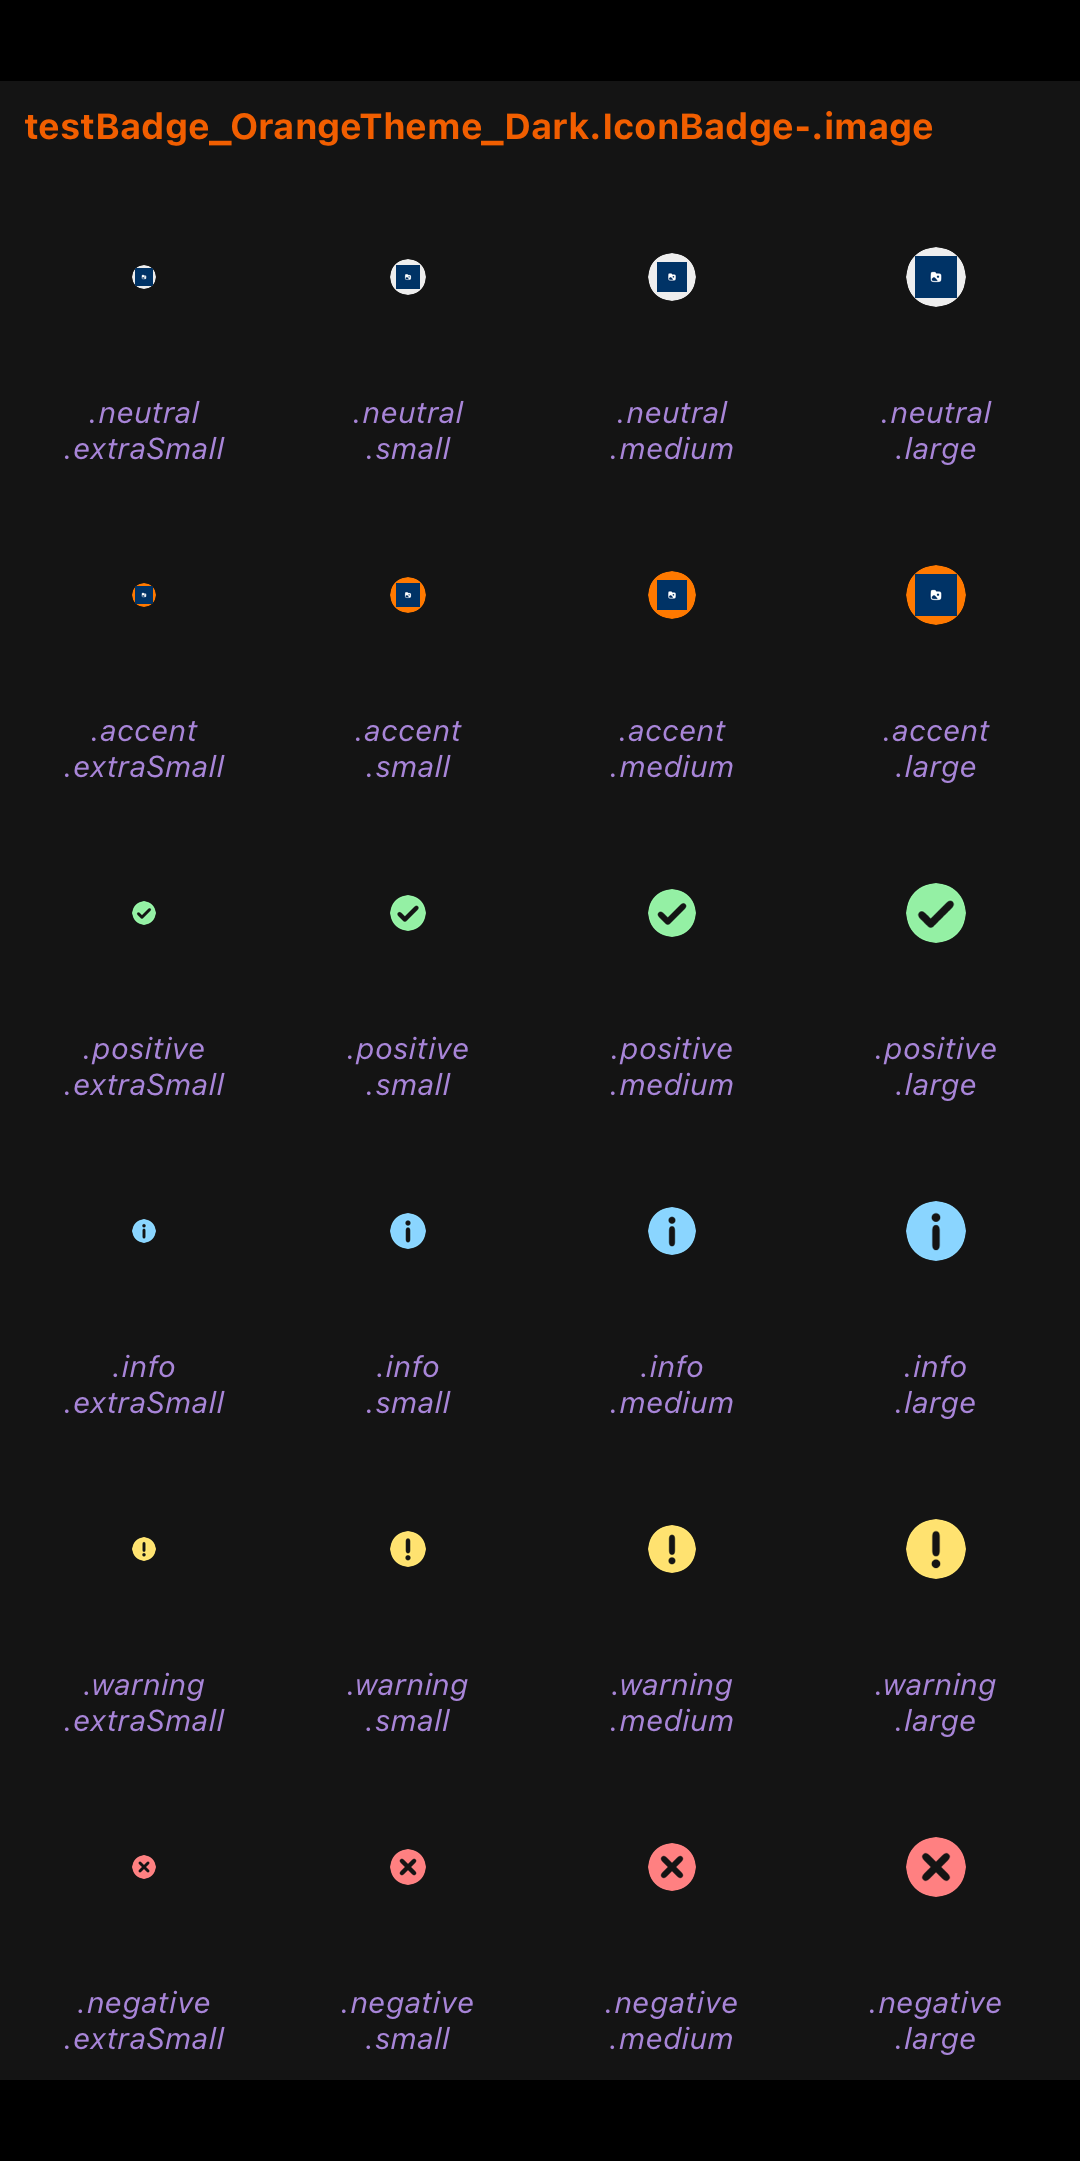 testBadge_OrangeTheme_Dark.IconBadge-.image
.neutral .neutral .neutral .neutral
.extraSmall .small .medium .large
.accent .accent .accent .accent
.extraSmall .small .medium .large
.positive .positive .positive .positive
.extraSmall .small .medium .large
.info .info .info .info
.extraSmall .small .medium .large
.warning .warning .warning .warning
.extraSmall .small .medium .large
.negative .negative .negative .negative
.extraSmall .small .medium .large